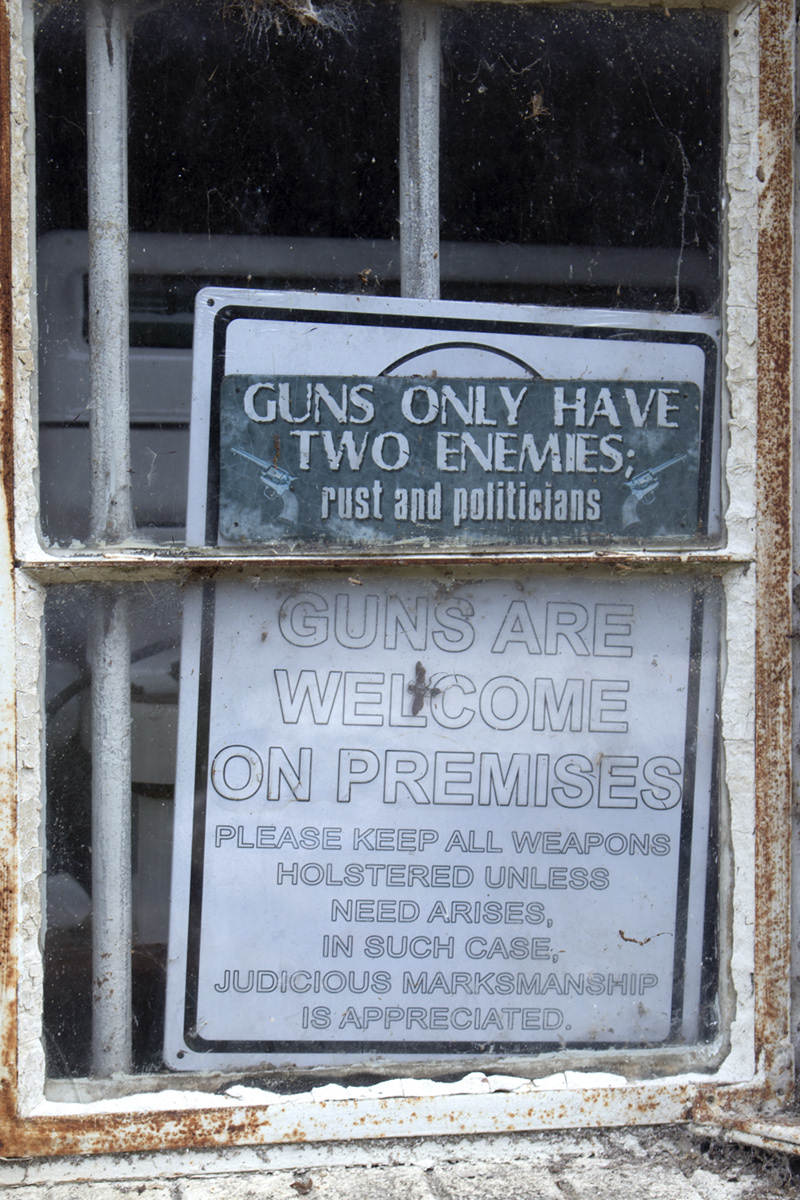 GUNS ONLY HAVE
TWO ENEMIES;
rust and politicians
GUNS ARE
WELCOME
ON PREMISES
PLEASE KEEP ALL WEAPONS
HOLSTERED UNLESS
NEED ARISES,
IN SUCH CASE,
JUDICIOUS MARKSMANSHIP
IS APPRECIATED.